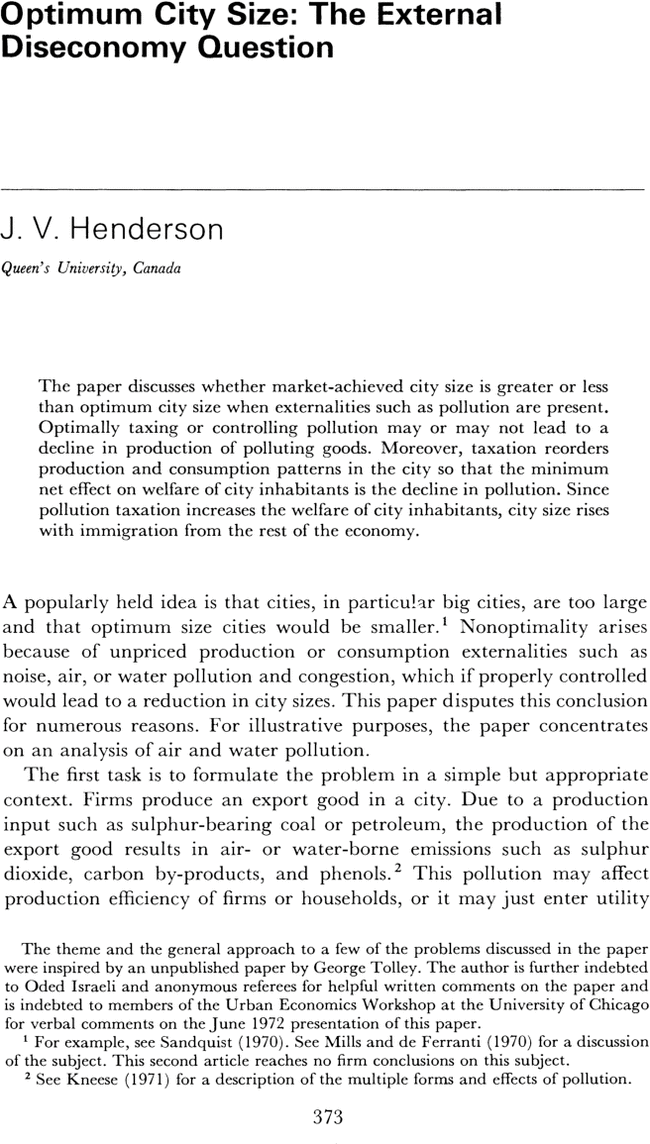 Optimum City Size: The External
Diseconomy Question
J. V. Henderson
Queen's University, Canada
The paper discusses whether market-achieved city size is greater or less
than optimum city size when externalities such as pollution are present.
Optimally taxing or controlling pollution may or may not lead to a
decline in production of polluting goods. Moreover, taxation reorders
production and consumption patterns in the city so that the minimum
net effect on welfare of city inhabitants is the decline in pollution. Since
pollution taxation increases the welfare of city inhabitants, city size rises
with immigration from the rest of the economy.
A popularly held idea is that cities, in particular big cities, are too large
and that optimum size cities would be smaller.¹ Nonoptimality arises
because of unpriced production or consumption externalities such as
noise, air, or water pollution and congestion, which if properly controlled
would lead to a reduction in city sizes. This paper disputes this conclusion
for numerous reasons. For illustrative purposes, the paper concentrates
on an analysis of air and water pollution.
The first task is to formulate the problem in a simple but appropriate
context. Firms produce an export good in a city. Due to a production
input such as sulphur-bearing coal or petroleum, the production of the
export good results in air- or water-borne emissions such as sulphur
dioxide, carbon by-products, and phenols.² This pollution may affect
production efficiency of firms or households, or it may just enter utility
The theme and the general approach to a few of the problems discussed in the paper
were inspired by an unpublished paper by George Tolley. The author is further indebted
to Oded Israeli and anonymous referees for helpful written comments on the paper and
is indebted to members of the Urban Economics Workshop at the University of Chicago
for verbal comments on the June 1972 presentation of this paper.
¹ For example, see Sandquist (1970). See Mills and de Ferranti (1970) for a discussion
of the subject. This second article reaches no firm conclusions on this subject.
² See Kneese (1971) for a description of the multiple forms and effects of pollution.
373